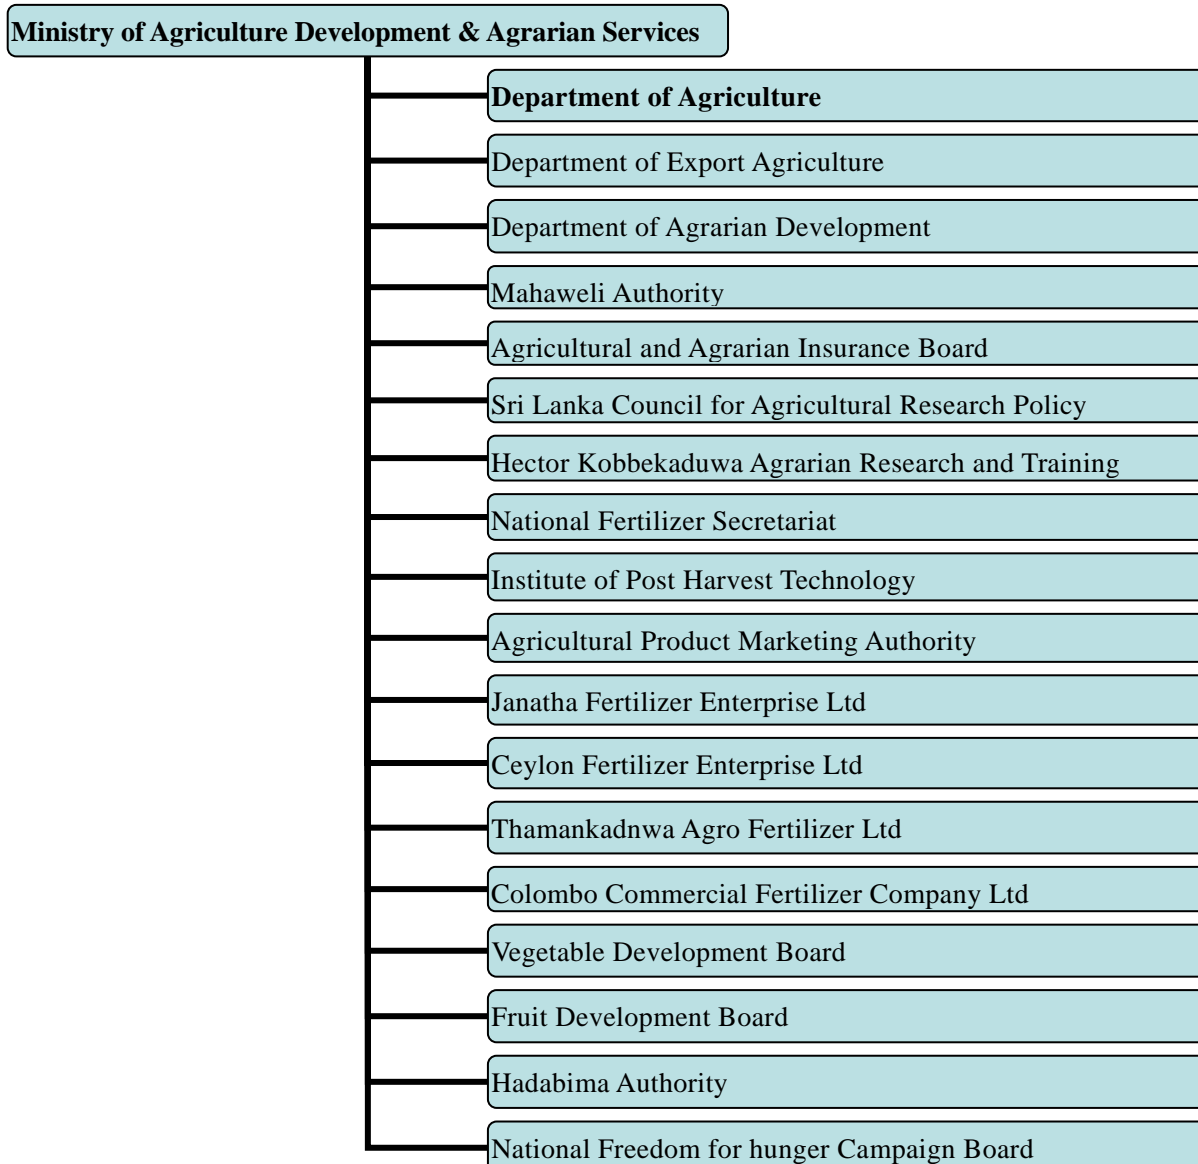 Ministry of Agriculture Development & Agrarian Services
Department of Agriculture
Department of Export Agriculture
Department of Agrarian Development
Mahaweli Authority
Agricultural and Agrarian Insurance Board
Sri Lanka Council for Agricultural Research Policy
Hector Kobbekaduwa Agrarian Research and Training
National Fertilizer Secretariat
Institute of Post Harvest Technology
Agricultural Product Marketing Authority
Janatha Fertilizer Enterprise Ltd
Ceylon Fertilizer Enterprise Ltd
Thamankadnwa Agro Fertilizer Ltd
Colombo Commercial Fertilizer Company Ltd
Vegetable Development Board
Fruit Development Board
Hadabima Authority
National Freedom for hunger Campaign Board